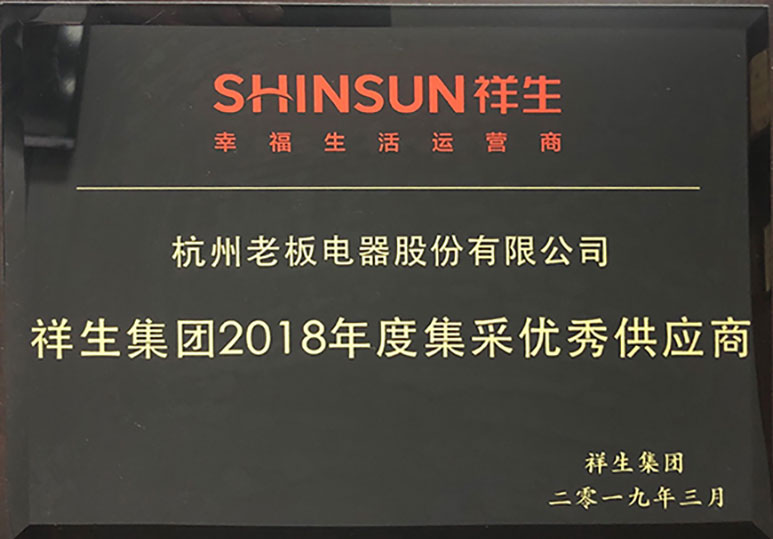 SHINSUN祥生
幸福生活运营商
杭州老板电器股份有限公司
祥生集团2018年度集采优秀供应商
祥生集团
二零一九年三月